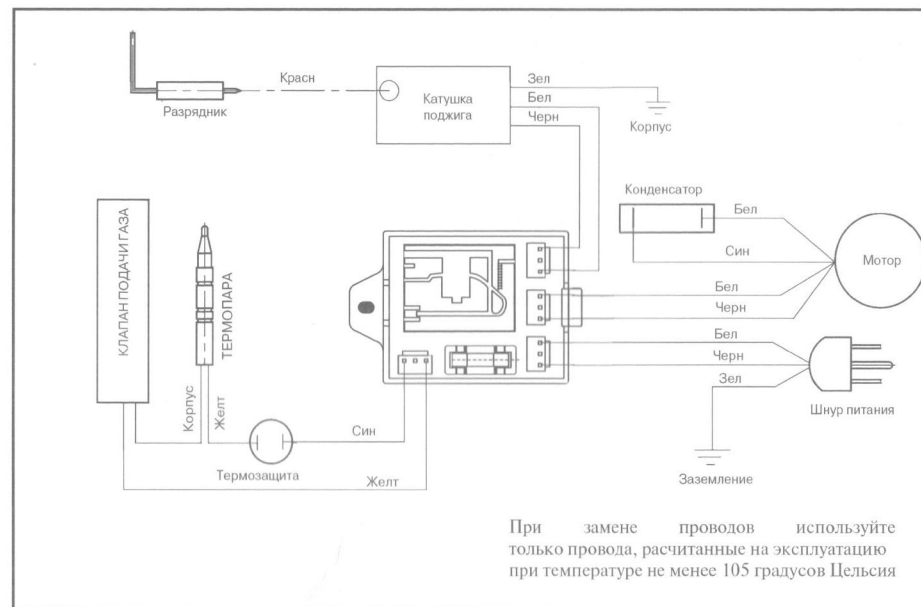 Красн
Разрядник
Катушка
поджига
Зел
Бел
Черн
Корпус
Конденсатор
Бел
Син
Мотор
Бел
Черн
Бел
Черн
Зел
Шнур питания
Заземление
КЛАПАН ПОДАЧИ ГАЗА
ТЕРМОПАРА
Корпус
Желт
Син
Термозащита
Желт
При замене проводов используйте
только провода, расчитанные на эксплуатацию
при температуре не менее 105 градусов Цельсия